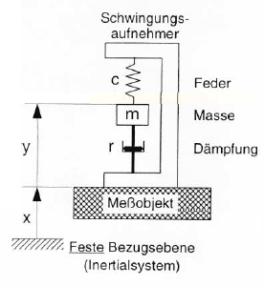 Schwingungs-
aufnehmer
c
Feder
m
Masse
r
Dämpfung
y
Meßobjekt
x
Feste Bezugsebene
(Inertialsystem)